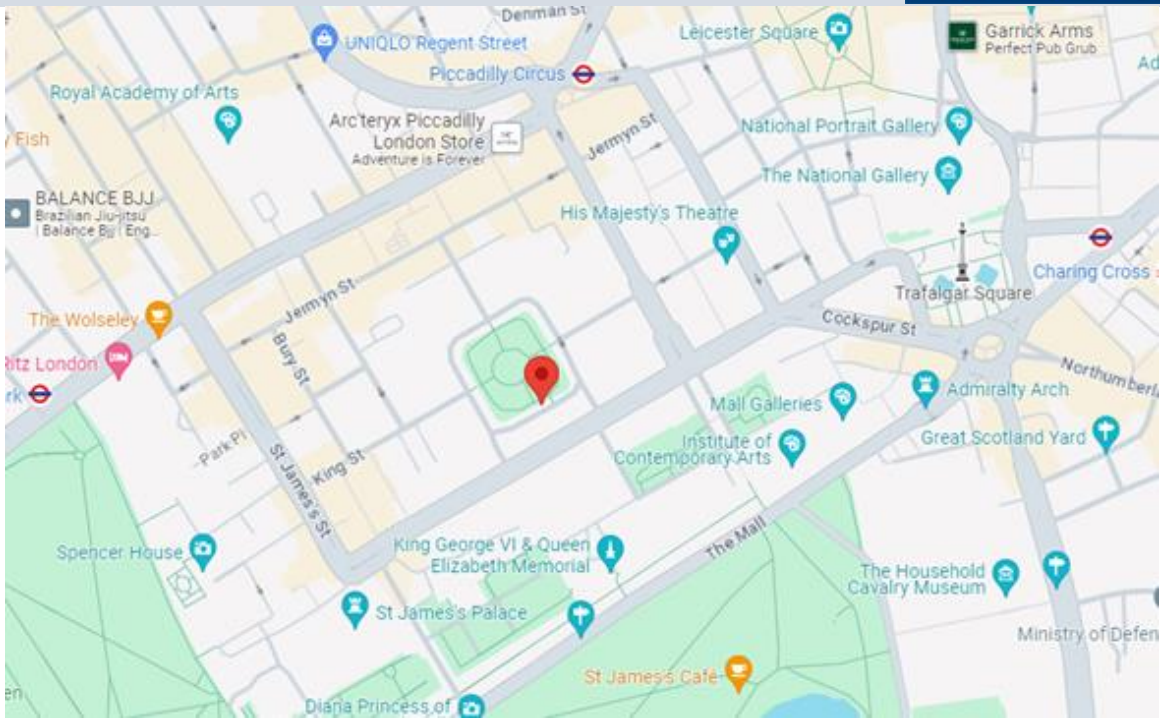 Denman St
UNIQLO Regent Street
Leicester Square
Garrick Arms
Perfect Pub Grub
Piccadilly Circus
Royal Academy of Arts
Arc'teryx Piccadilly
London Store
Adventure is Forever
Jermyn St
National Portrait Gallery
The National Gallery
Fish
BALANCE BJJ
Brazilian Jiu-jitsu
| Balance Bjj | Eng...
His Majesty's Theatre
Charing Cross
Trafalgar Square
Jermyn St
The Wolseley
Bury St
Cockspur St
Ritz London
Northumberla
Park Pl
St James's St
King St
Mall Galleries
Admiralty Arch
Institute of
Contemporary Arts
Great Scotland Yard
Spencer House
King George VI & Queen
Elizabeth Memorial
The Mall
The Household
Cavalry Museum
St James's Palace
Ministry of Defen
St James's Café
Diana Princess of